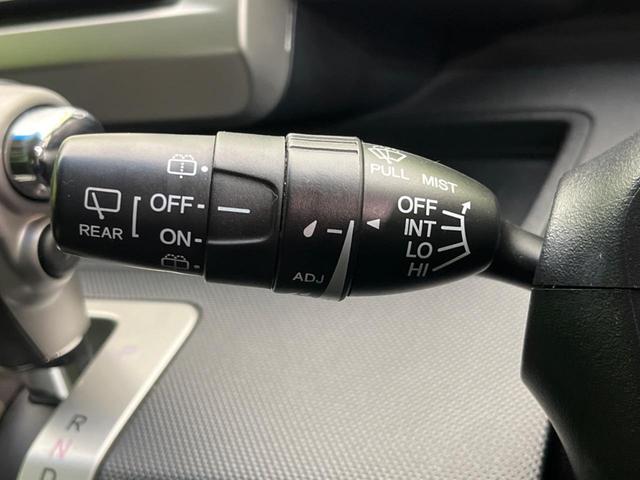 PULL MIST
OFF
INT
LO
HI
OFF
ON
REAR
ADJ
R
N
D